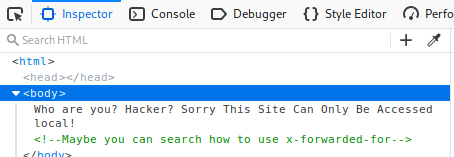 Inspector Console Debugger Style Editor Perfo
Search HTML
<html>
<head></head>
<body>
Who are you? Hacker? Sorry This Site Can Only Be Accessed
local!
<!--Maybe you can search how to use x-forwarded-for-->
</body>